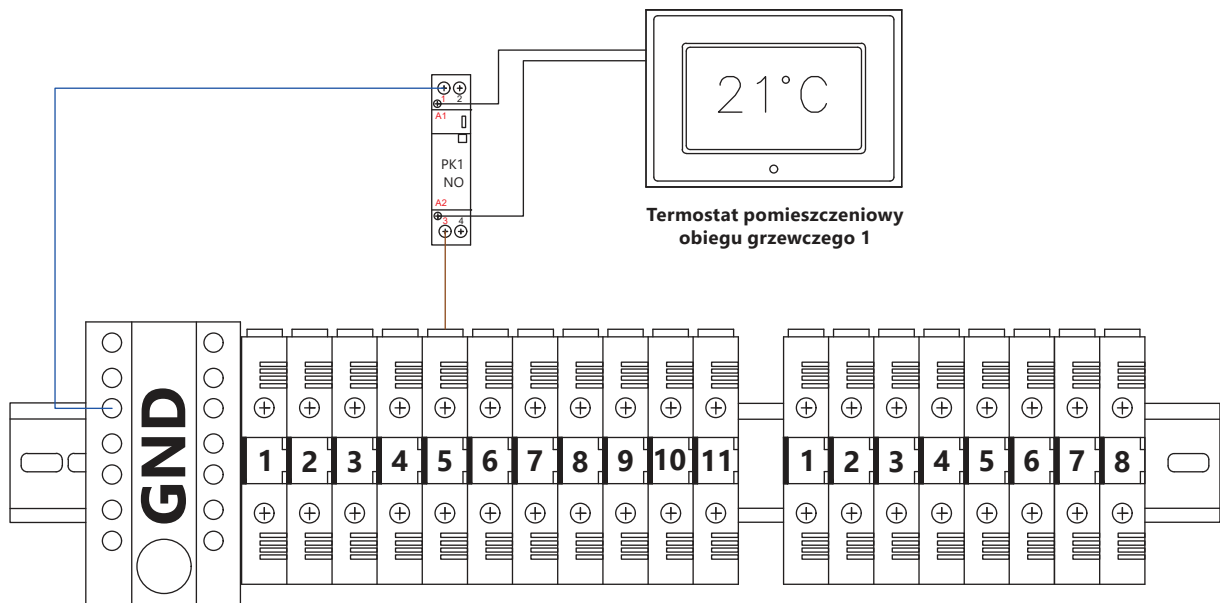 21°C
1 2
A1
PK1
NO
A2
3 4
Termostat pomieszczeniowy
obiegu grzewczego 1
GND
1 2 3 4 5 6 7 8 9 10 11
1 2 3 4 5 6 7 8